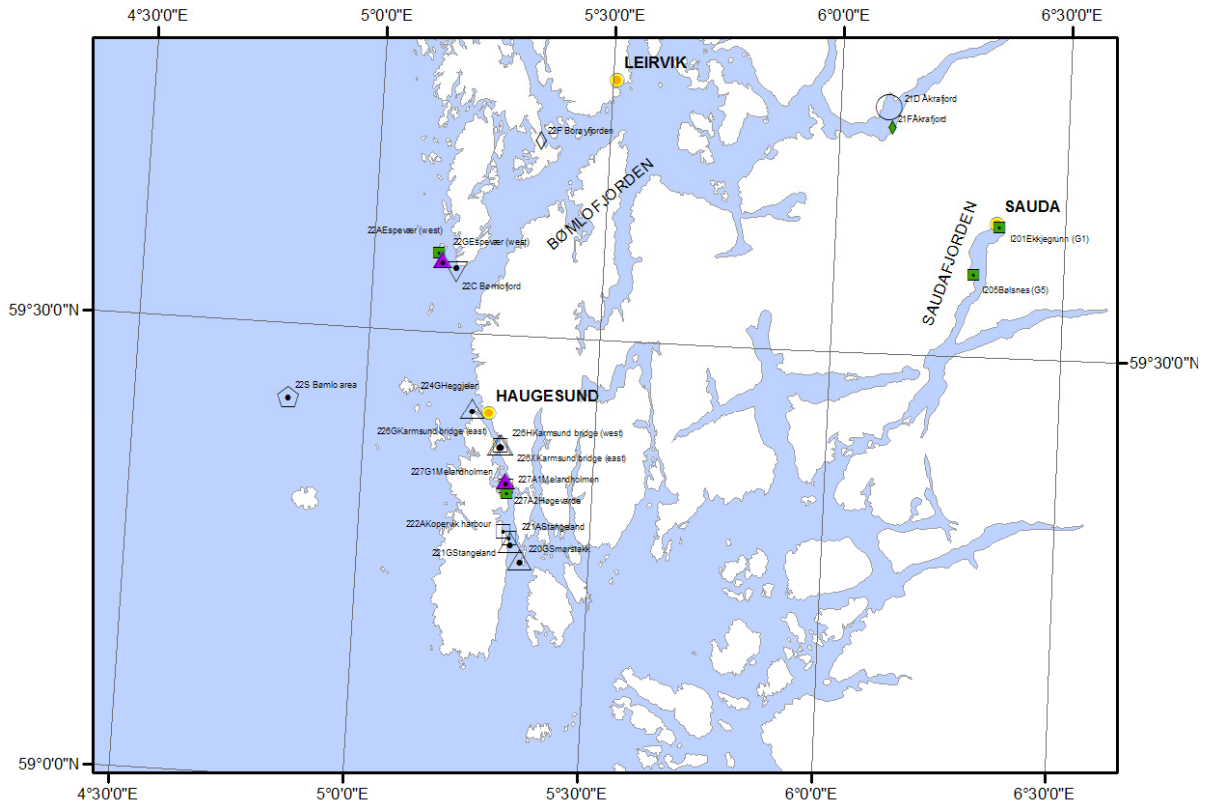 4°30'0"E 5°0'0"E 5°30'0"E 6°0'0"E 6°30'0"E
LEIRVIK
21D Åkrafjord
21FÅkrafjord
22F Børøyfjorden
BØMLOFJORDEN
SAUDA
I201Ekkjegrunn (G1)
SAUDAFJORDEN
22AEspevær (west)
22GEspevær (west)
22C Bømlofjord
I205Bølsnes (G5)
59°30'0"N
59°30'0"N
22S Bømlo area
224GHeggjelen
HAUGESUND
226GKarmsund bridge (east)
226HKarmsund bridge (west)
226XKarmsund bridge (east)
227G1Melandholmen
227A1Melandholmen
227A2Høgevarde
222AKopervik harbour
221AStangeland
221GStangeland
220GSmørstakk
59°0'0"N
4°30'0"E 5°0'0"E 5°30'0"E 6°0'0"E 6°30'0"E